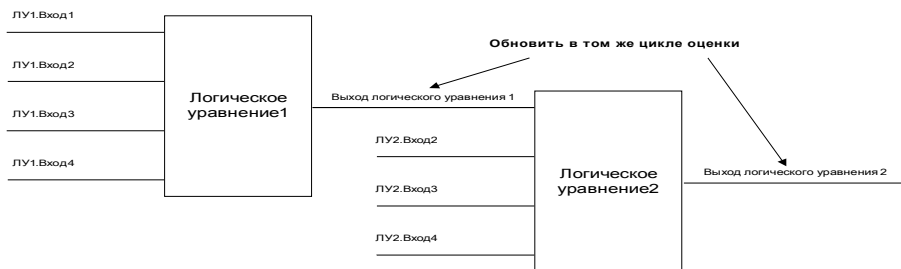 ЛУ1.Вход1
Обновить в том же цикле оценки
ЛУ1.Вход2
Логическое
уравнение1
Выход логического уравнения 1
ЛУ1.Вход3
ЛУ2.Вход2
ЛУ1.Вход4
Логическое
уравнение2
Выход логического уравнения 2
ЛУ2.Вход3
ЛУ2.Вход4